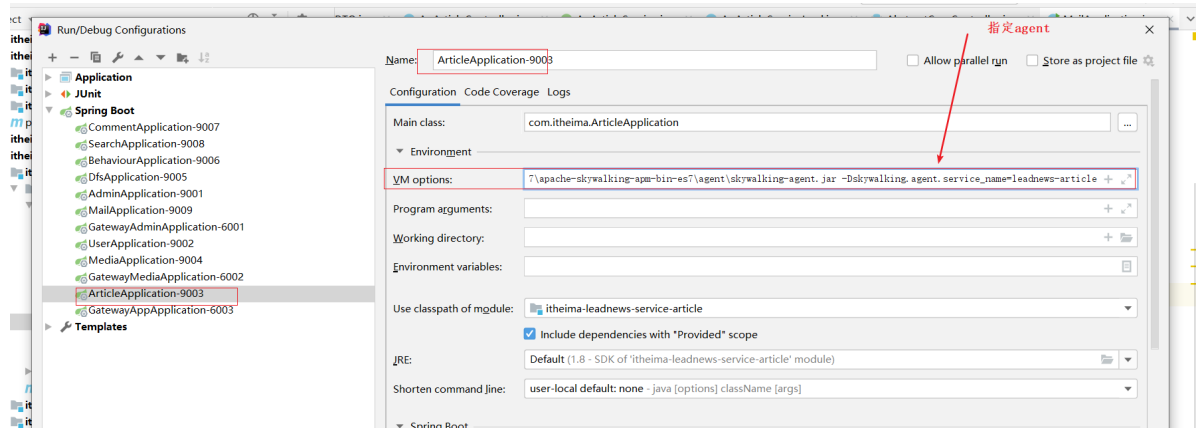 指定agent
Run/Debug Configurations
Name: ArticleApplication-9003
Allow parallel run
Store as project file
Application
JUnit
Spring Boot
CommentApplication-9007
SearchApplication-9008
BehaviourApplication-9006
DfsApplication-9005
AdminApplication-9001
MailApplication-9009
GatewayAdminApplication-6001
UserApplication-9002
MediaApplication-9004
GatewayMediaApplication-6002
ArticleApplication-9003
GatewayAppApplication-6003
Templates
Configuration Code Coverage Logs
Main class: com.itheima.ArticleApplication
...
Environment
VM options: 7\apache-skywalking-apm-bin-es7\agent\skywalking-agent.jar -Dskywalking.agent.service_name=leadnews-article
Program arguments:
Working directory:
Environment variables:
Use classpath of module: itheima-leadnews-service-article
Include dependencies with "Provided" scope
JRE: Default (1.8 - SDK of 'itheima-leadnews-service-article' module)
Shorten command line: user-local default: none - java [options] className [args]
Spring Boot